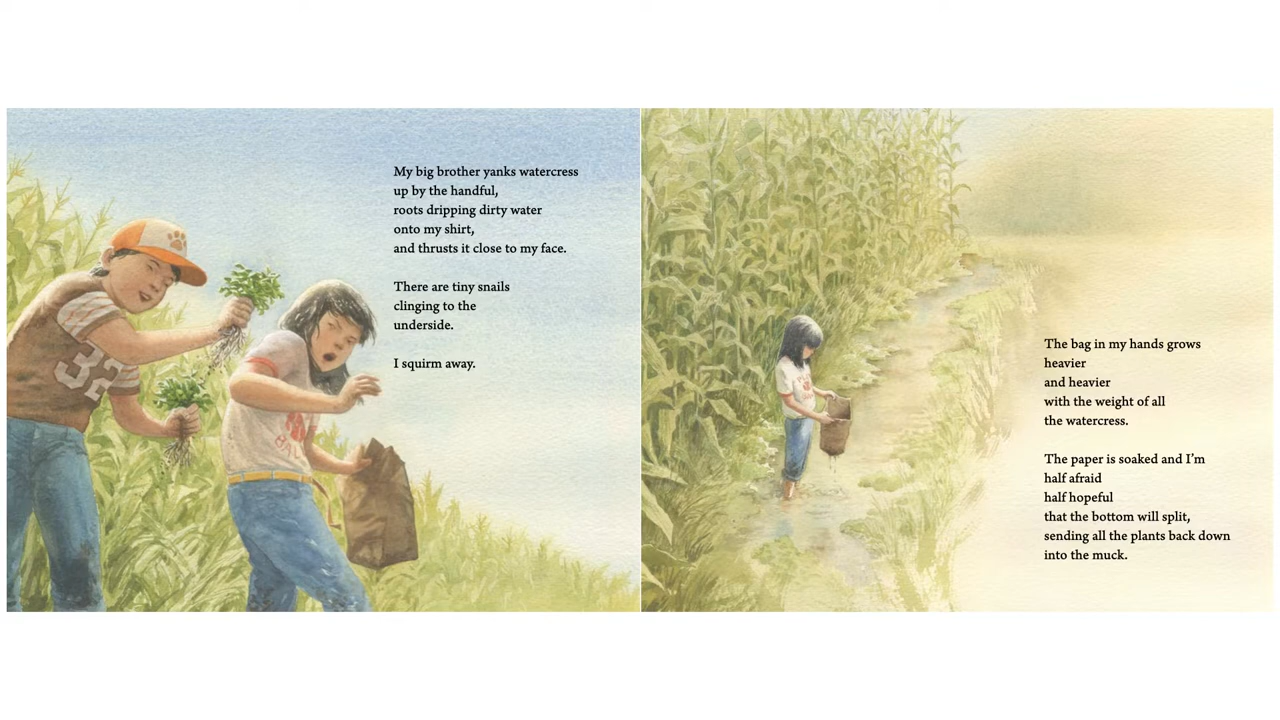 My big brother yanks watercress
up by the handful,
roots dripping dirty water
onto my shirt,
and thrusts it close to my face.
There are tiny snails
clinging to the
underside.
I squirm away.
32
The bag in my hands grows
heavier
and heavier
with the weight of all
the watercress.
The paper is soaked and I’m
half afraid
half hopeful
that the bottom will split,
sending all the plants back down
into the muck.